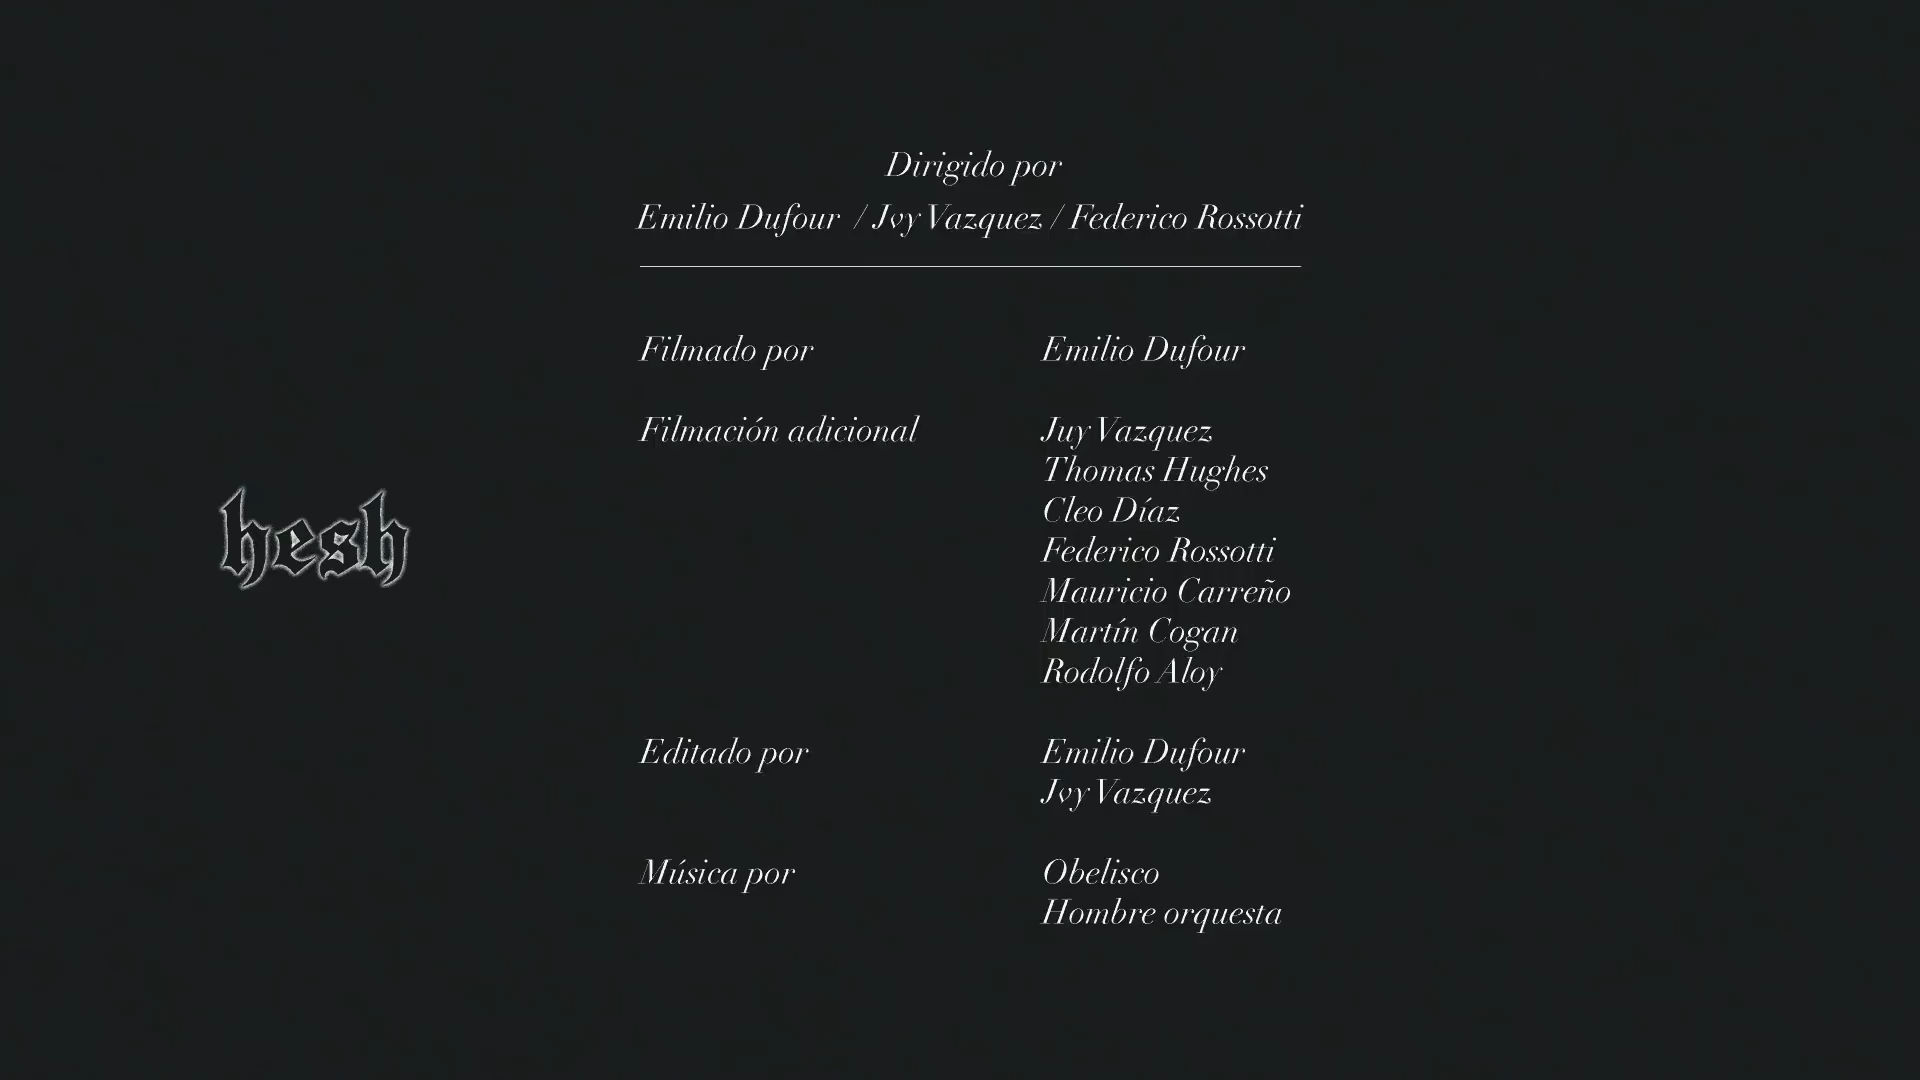 Dirigido por
Emilio Dufour / Jvy Vazquez / Federico Rossotti
Filmado por Emilio Dufour
Filmación adicional Juy Vazquez
Thomas Hughes
Cleo Díaz
Federico Rossotti
Mauricio Carreño
Martín Cogan
Rodolfo Aloy
hesh
Editado por Emilio Dufour
Jvy Vazquez
Música por Obelisco
Hombre orquesta